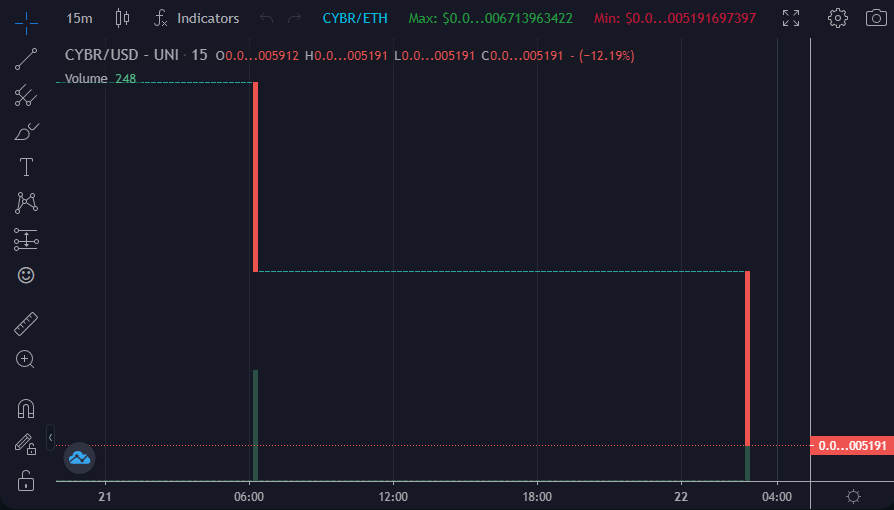 15m Indicators CYBR/ETH Max: $0.0...006713963422 Min: $0.0...005191697397
CYBR/USD - UNI · 15 O0.0...005912 H0.0...005191 L0.0...005191 C0.0...005191 - (−12.19%)
Volume 248
T
0.0...005191
21 06:00 12:00 18:00 22 04:00